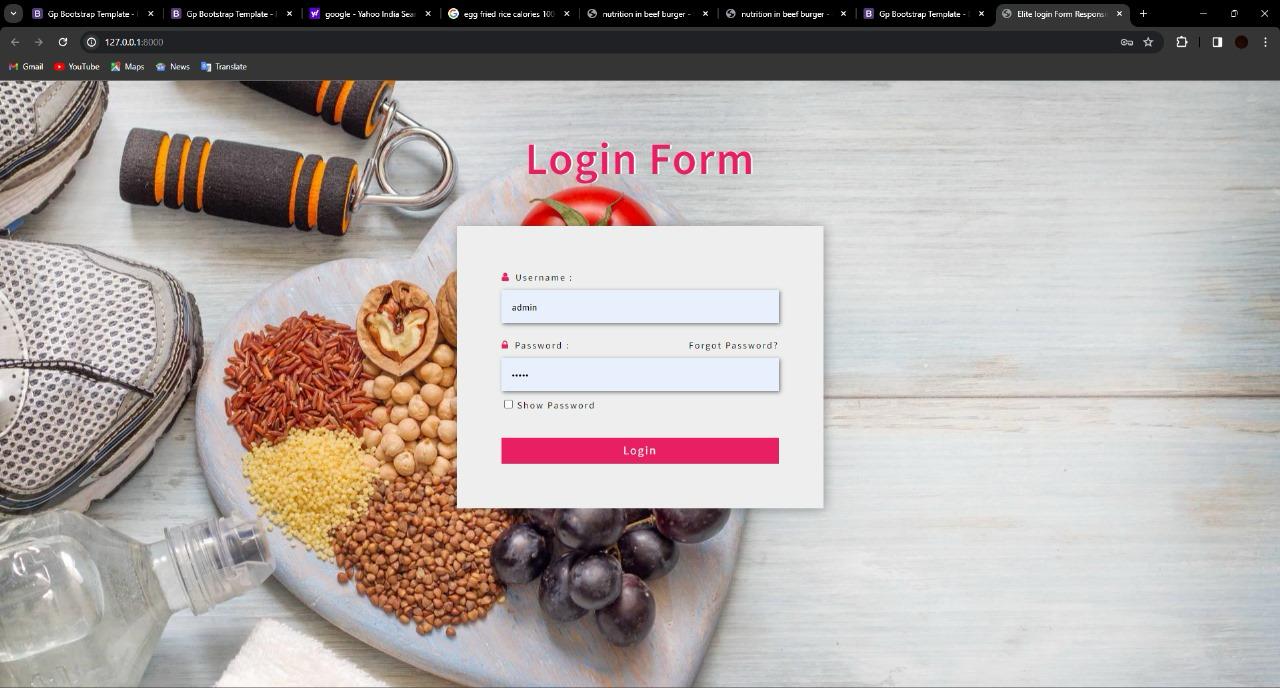 Gp Bootstrap Template -
Gp Bootstrap Template -
google - Yahoo India Sea
egg fried rice calories 100
nutrition in beef burger -
nutrition in beef burger -
Gp Bootstrap Template -
Elite login Form Respons
127.0.0.1:8000
Gmail
YouTube
Maps
News
Translate
Login Form
Username :
admin
Password :
Forgot Password?
•••••
Show Password
Login